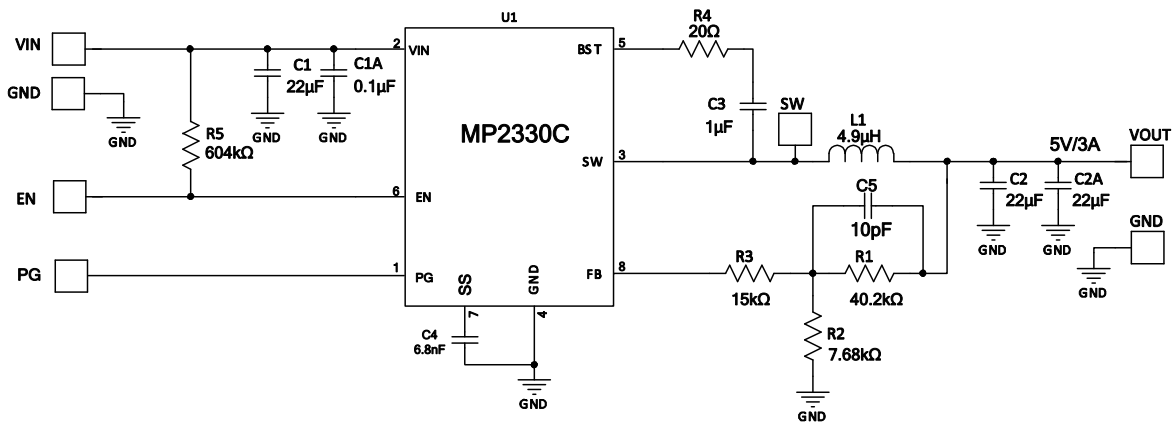 U1
VIN
GND
GND
R5
604kΩ
C1
22µF
GND
C1A
0.1µF
GND
EN
PG
2
VIN
6
EN
1
PG
MP2330C
BST
5
SW
3
FB
8
SS
7
GND
4
C4
6.8nF
GND
R4
20Ω
C3
1µF
SW
L1
4.9µH
C5
10pF
R3
15kΩ
R1
40.2kΩ
R2
7.68kΩ
GND
5V/3A
VOUT
C2
22µF
GND
C2A
22µF
GND
GND
GND